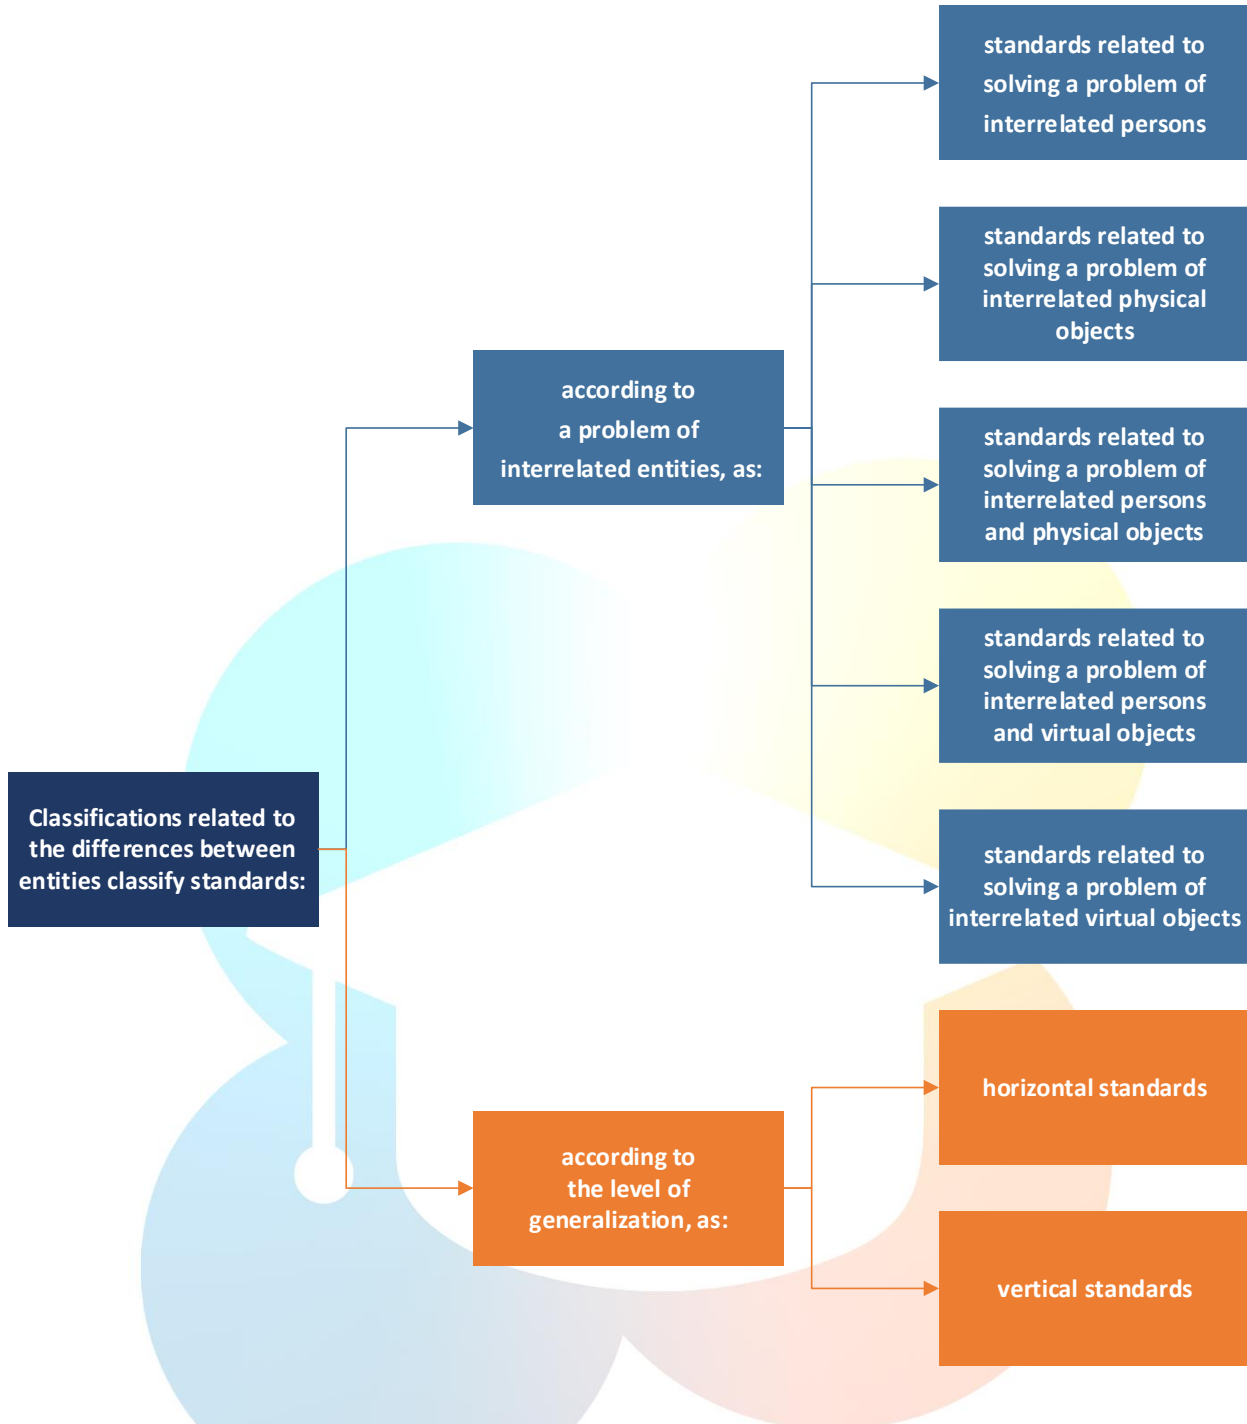 standards related to
solving a problem of
interrelated persons
standards related to
solving a problem of
interrelated physical
objects
according to
a problem of
interrelated entities, as:
standards related to
solving a problem of
interrelated persons
and physical objects
standards related to
solving a problem of
interrelated persons
and virtual objects
Classifications related to
the differences between
entities classify standards:
standards related to
solving a problem of
interrelated virtual objects
horizontal standards
according to
the level of
generalization, as:
vertical standards